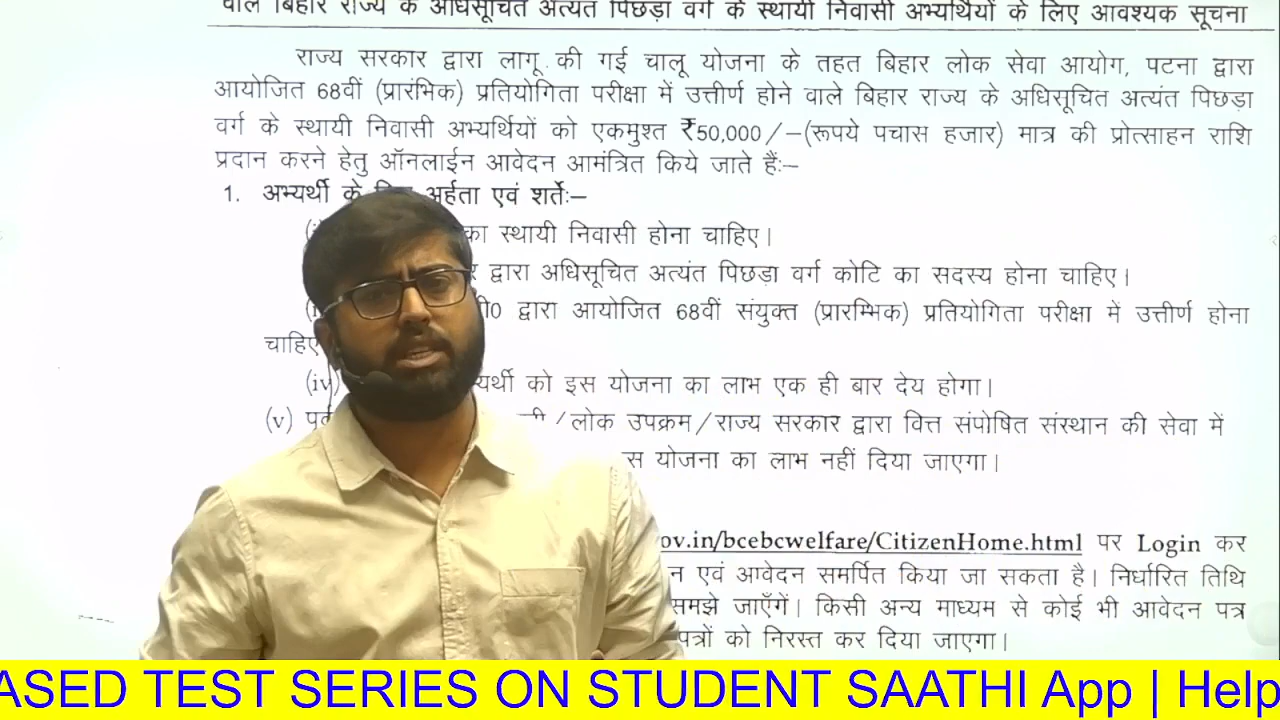 वाले बिहार राज्य के अधिसूचित अत्यंत पिछड़ा वर्ग के स्थायी निवासी अभ्यर्थियों के लिए आवश्यक सूचना
राज्य सरकार द्वारा लागू की गई चालू योजना के तहत बिहार लोक सेवा आयोग, पटना द्वारा
आयोजित 68वीं (प्रारंभिक) प्रतियोगिता परीक्षा में उत्तीर्ण होने वाले बिहार राज्य के अधिसूचित अत्यंत पिछड़ा
वर्ग के स्थायी निवासी अभ्यर्थियों को एकमुश्त ₹50,000/–(रूपये पचास हजार) मात्र की प्रोत्साहन राशि
प्रदान करने हेतु ऑनलाईन आवेदन आमंत्रित किये जाते हैं:–
1. अभ्यर्थी के अर्हता एवं शर्तेः–
का स्थायी निवासी होना चाहिए।
द्वारा अधिसूचित अत्यंत पिछड़ा वर्ग कोटि का सदस्य होना चाहिए।
द्वारा आयोजित 68वीं संयुक्त (प्रारम्भिक) प्रतियोगिता परीक्षा में उत्तीर्ण होना
चाहिए
(iv) को इस योजना का लाभ एक ही बार देय होगा।
(v) /लोक उपक्रम/राज्य सरकार द्वारा वित्त संपोषित संस्थान की सेवा में
योजना का लाभ नहीं दिया जाएगा।
ov.in/bcebcwelfare/CitizenHome.html पर Login कर
एवं आवेदन समर्पित किया जा सकता है। निर्धारित तिथि
समझे जाएँगें। किसी अन्य माध्यम से कोई भी आवेदन पत्र
पत्रों को निरस्त कर दिया जाएगा।
ASED TEST SERIES ON STUDENT SAATHI App | Help